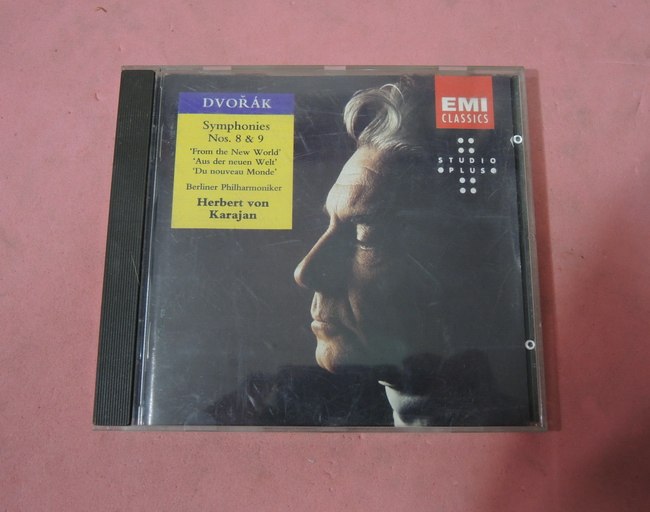 DVOŘÁK
Symphonies
Nos. 8 & 9
‘From the New World’
‘Aus der neuen Welt’
‘Du nouveau Monde’
Berliner Philharmoniker
Herbert von
Karajan
EMI
CLASSICS
STUDIO
PLUS